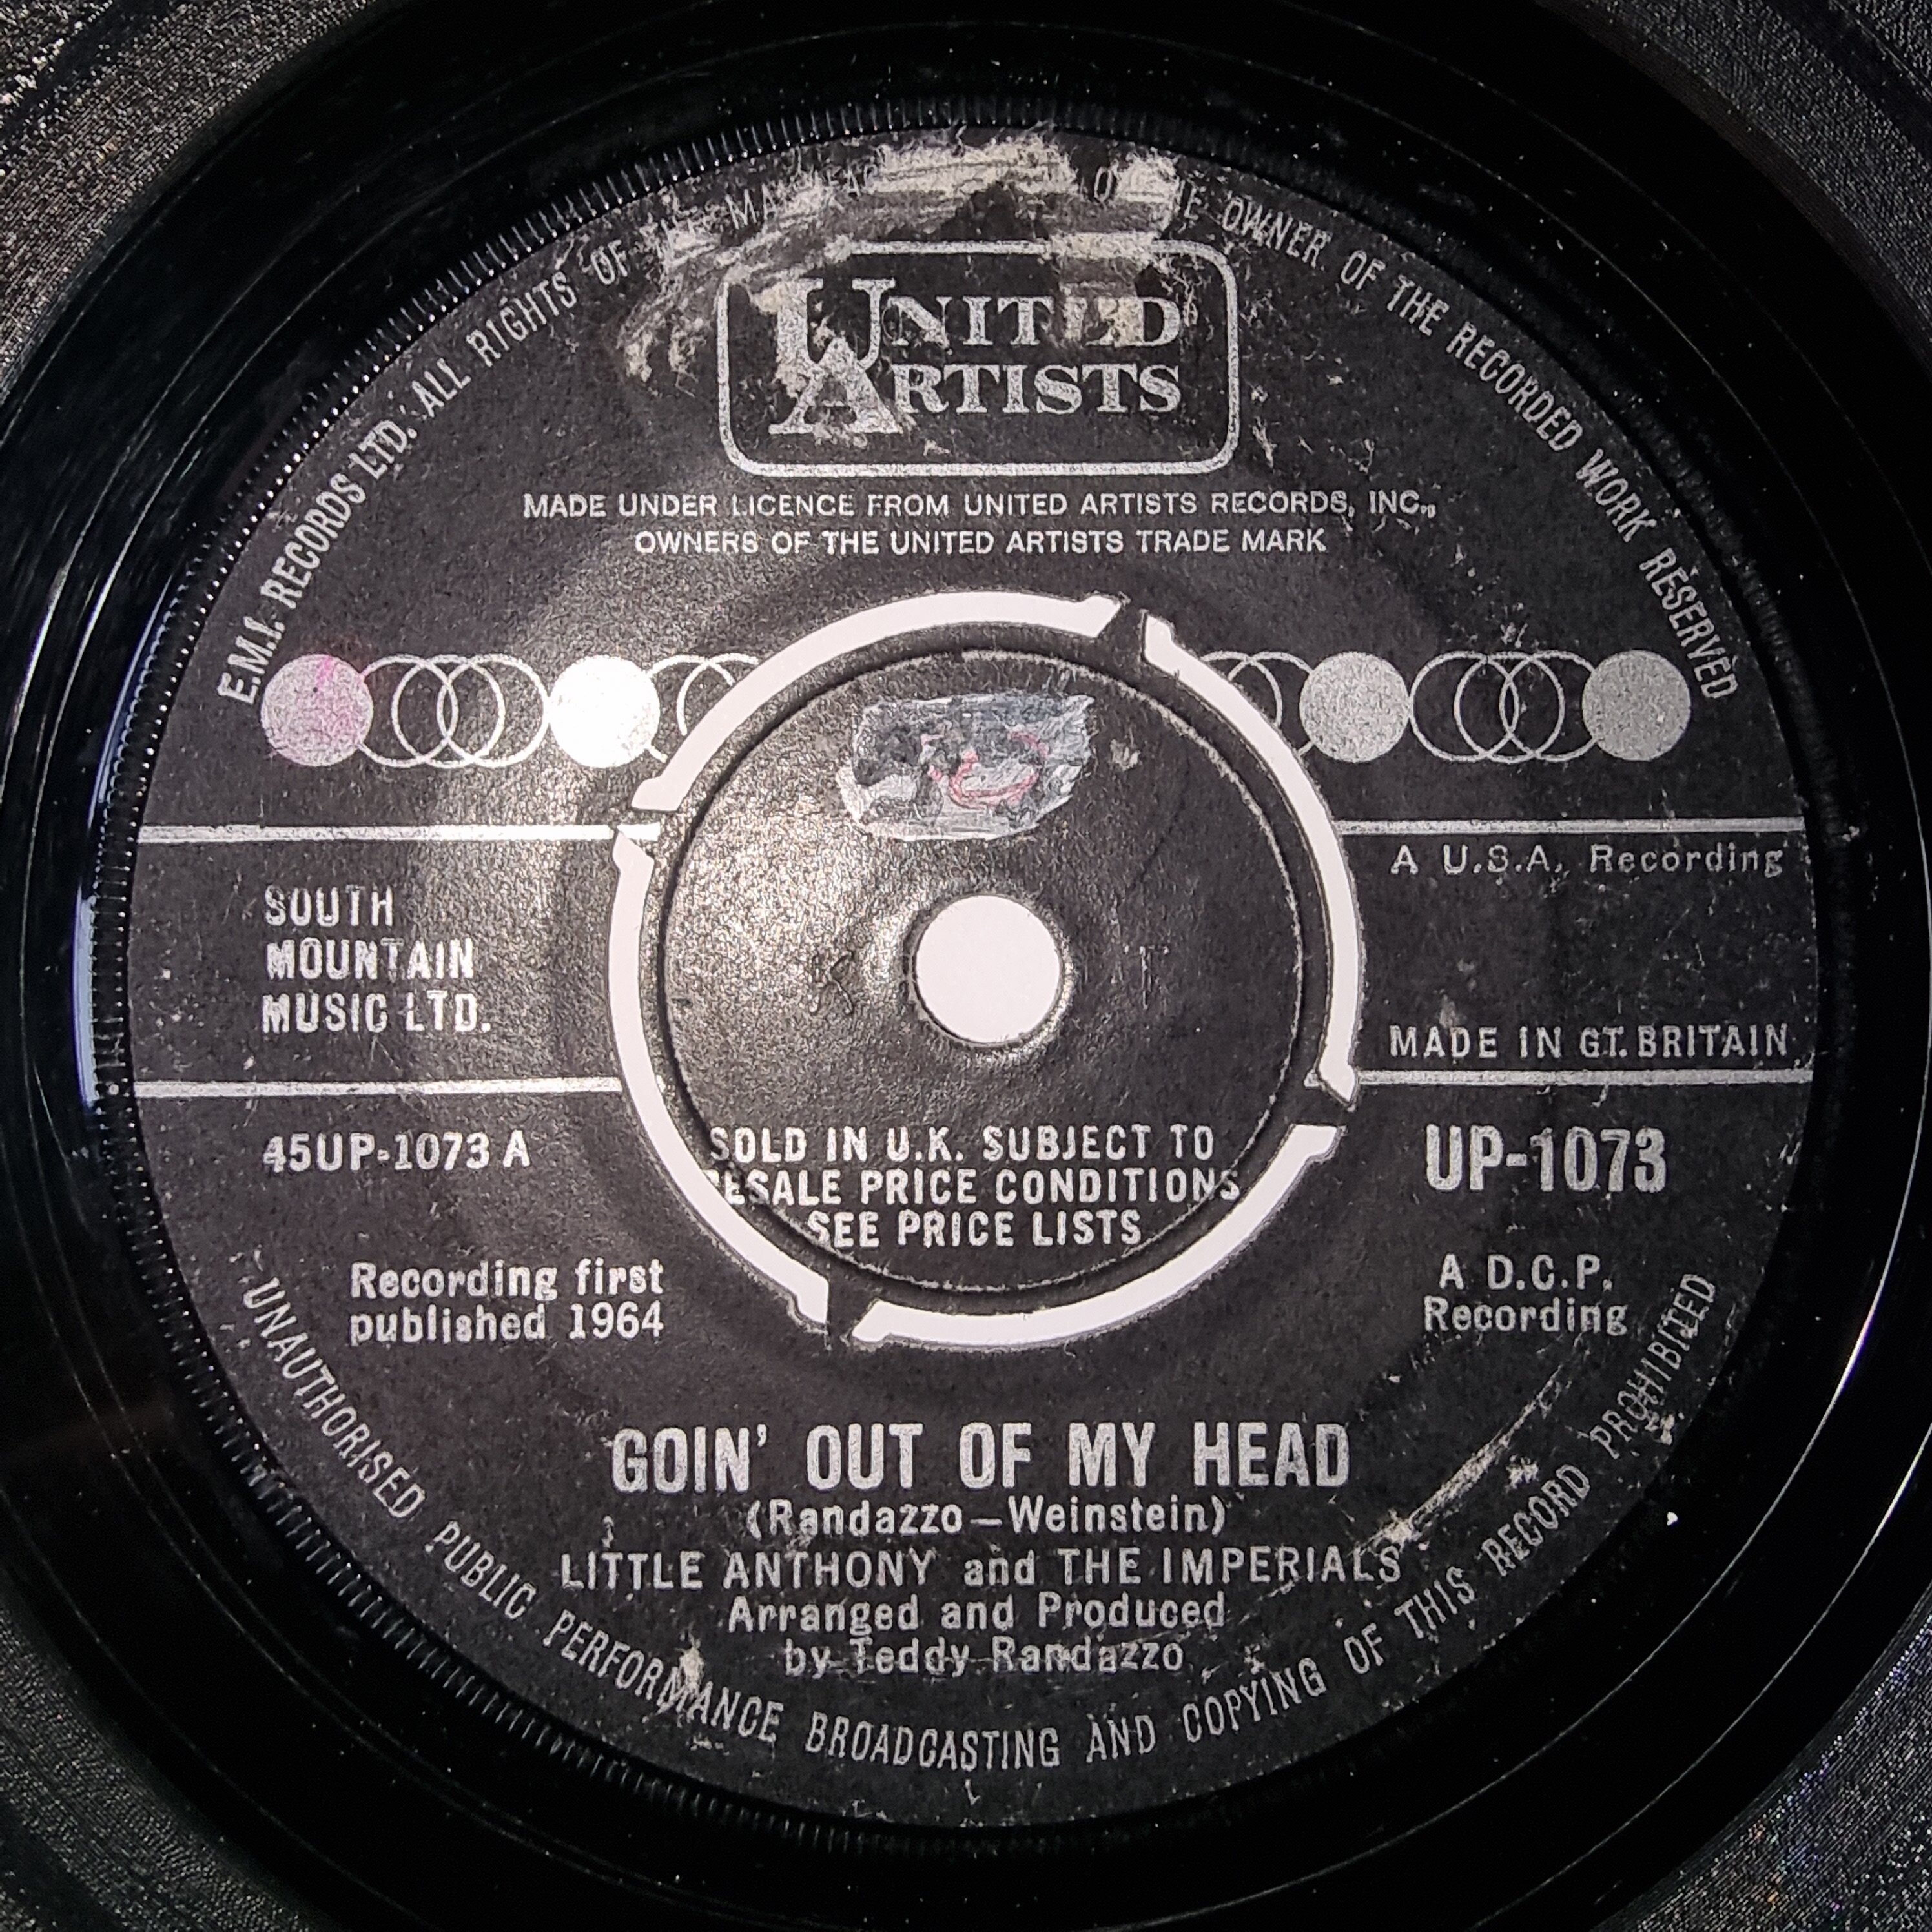 E.M.I. RECORDS LTD. ALL RIGHTS OF THE OWNER OF THE RECORDED WORK RESERVED
UNITED
ARTISTS
MADE UNDER LICENCE FROM UNITED ARTISTS RECORDS, INC.,
OWNERS OF THE UNITED ARTISTS TRADE MARK
A U.S.A. Recording
SOUTH
MOUNTAIN
MUSIC LTD.
MADE IN GT. BRITAIN
45UP-1073 A
SOLD IN U.K. SUBJECT TO
RESALE PRICE CONDITIONS
SEE PRICE LISTS
UP-1073
Recording first
published 1964
A D.C.P.
Recording
GOIN' OUT OF MY HEAD
(Randazzo—Weinstein)
LITTLE ANTHONY and THE IMPERIALS
Arranged and Produced
by Teddy Randazzo
UNAUTHORISED PUBLIC PERFORMANCE BROADCASTING AND COPYING OF THIS RECORD PROHIBITED